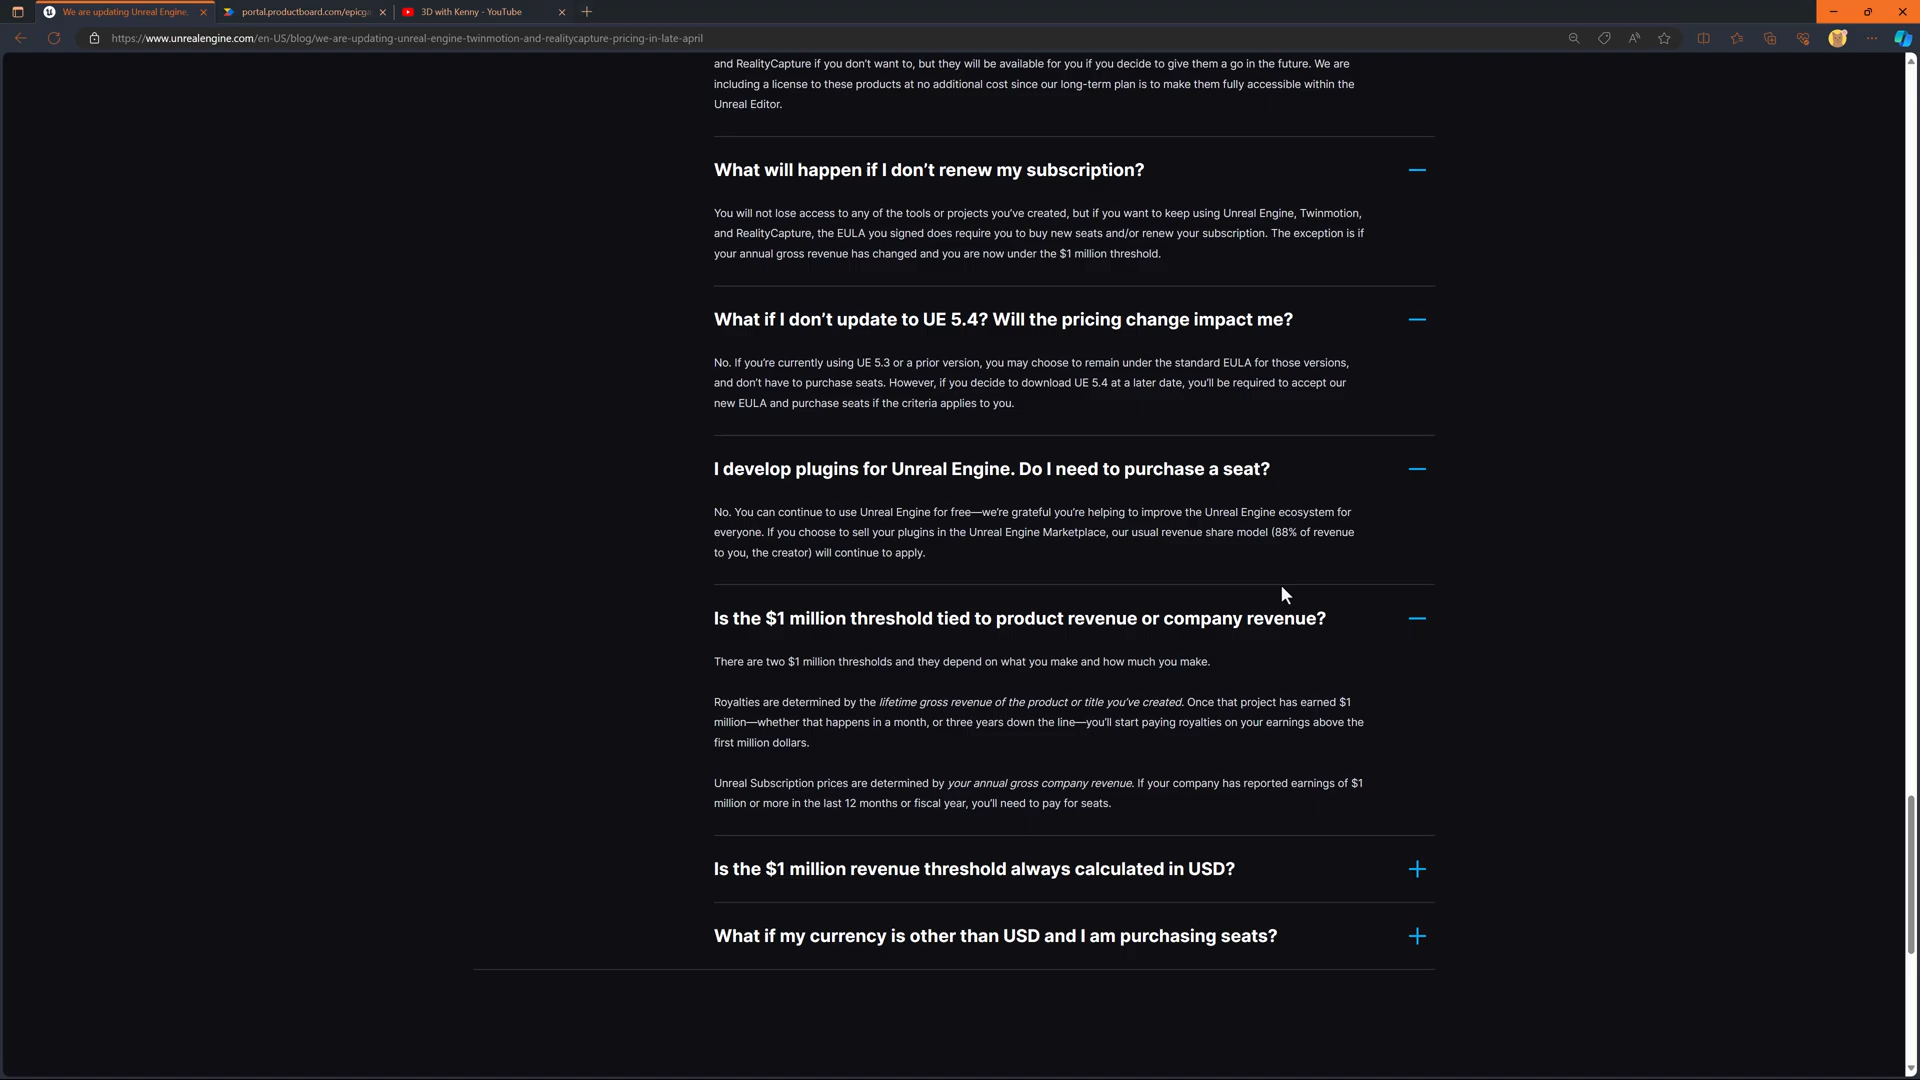 We are updating Unreal Engine,
portal.productboard.com/epicga
3D with Kenny - YouTube
https://www.unrealengine.com/en-US/blog/we-are-updating-unreal-engine-twinmotion-and-realitycapture-pricing-in-late-april
and RealityCapture if you don’t want to, but they will be available for you if you decide to give them a go in the future. We are
including a license to these products at no additional cost since our long-term plan is to make them fully accessible within the
Unreal Editor.
What will happen if I don’t renew my subscription?
You will not lose access to any of the tools or projects you’ve created, but if you want to keep using Unreal Engine, Twinmotion,
and RealityCapture, the EULA you signed does require you to buy new seats and/or renew your subscription. The exception is if
your annual gross revenue has changed and you are now under the $1 million threshold.
What if I don’t update to UE 5.4? Will the pricing change impact me?
No. If you’re currently using UE 5.3 or a prior version, you may choose to remain under the standard EULA for those versions,
and don’t have to purchase seats. However, if you decide to download UE 5.4 at a later date, you’ll be required to accept our
new EULA and purchase seats if the criteria applies to you.
I develop plugins for Unreal Engine. Do I need to purchase a seat?
No. You can continue to use Unreal Engine for free—we’re grateful you’re helping to improve the Unreal Engine ecosystem for
everyone. If you choose to sell your plugins in the Unreal Engine Marketplace, our usual revenue share model (88% of revenue
to you, the creator) will continue to apply.
Is the $1 million threshold tied to product revenue or company revenue?
There are two $1 million thresholds and they depend on what you make and how much you make.
Royalties are determined by the lifetime gross revenue of the product or title you’ve created. Once that project has earned $1
million—whether that happens in a month, or three years down the line—you’ll start paying royalties on your earnings above the
first million dollars.
Unreal Subscription prices are determined by your annual gross company revenue. If your company has reported earnings of $1
million or more in the last 12 months or fiscal year, you’ll need to pay for seats.
Is the $1 million revenue threshold always calculated in USD?
What if my currency is other than USD and I am purchasing seats?